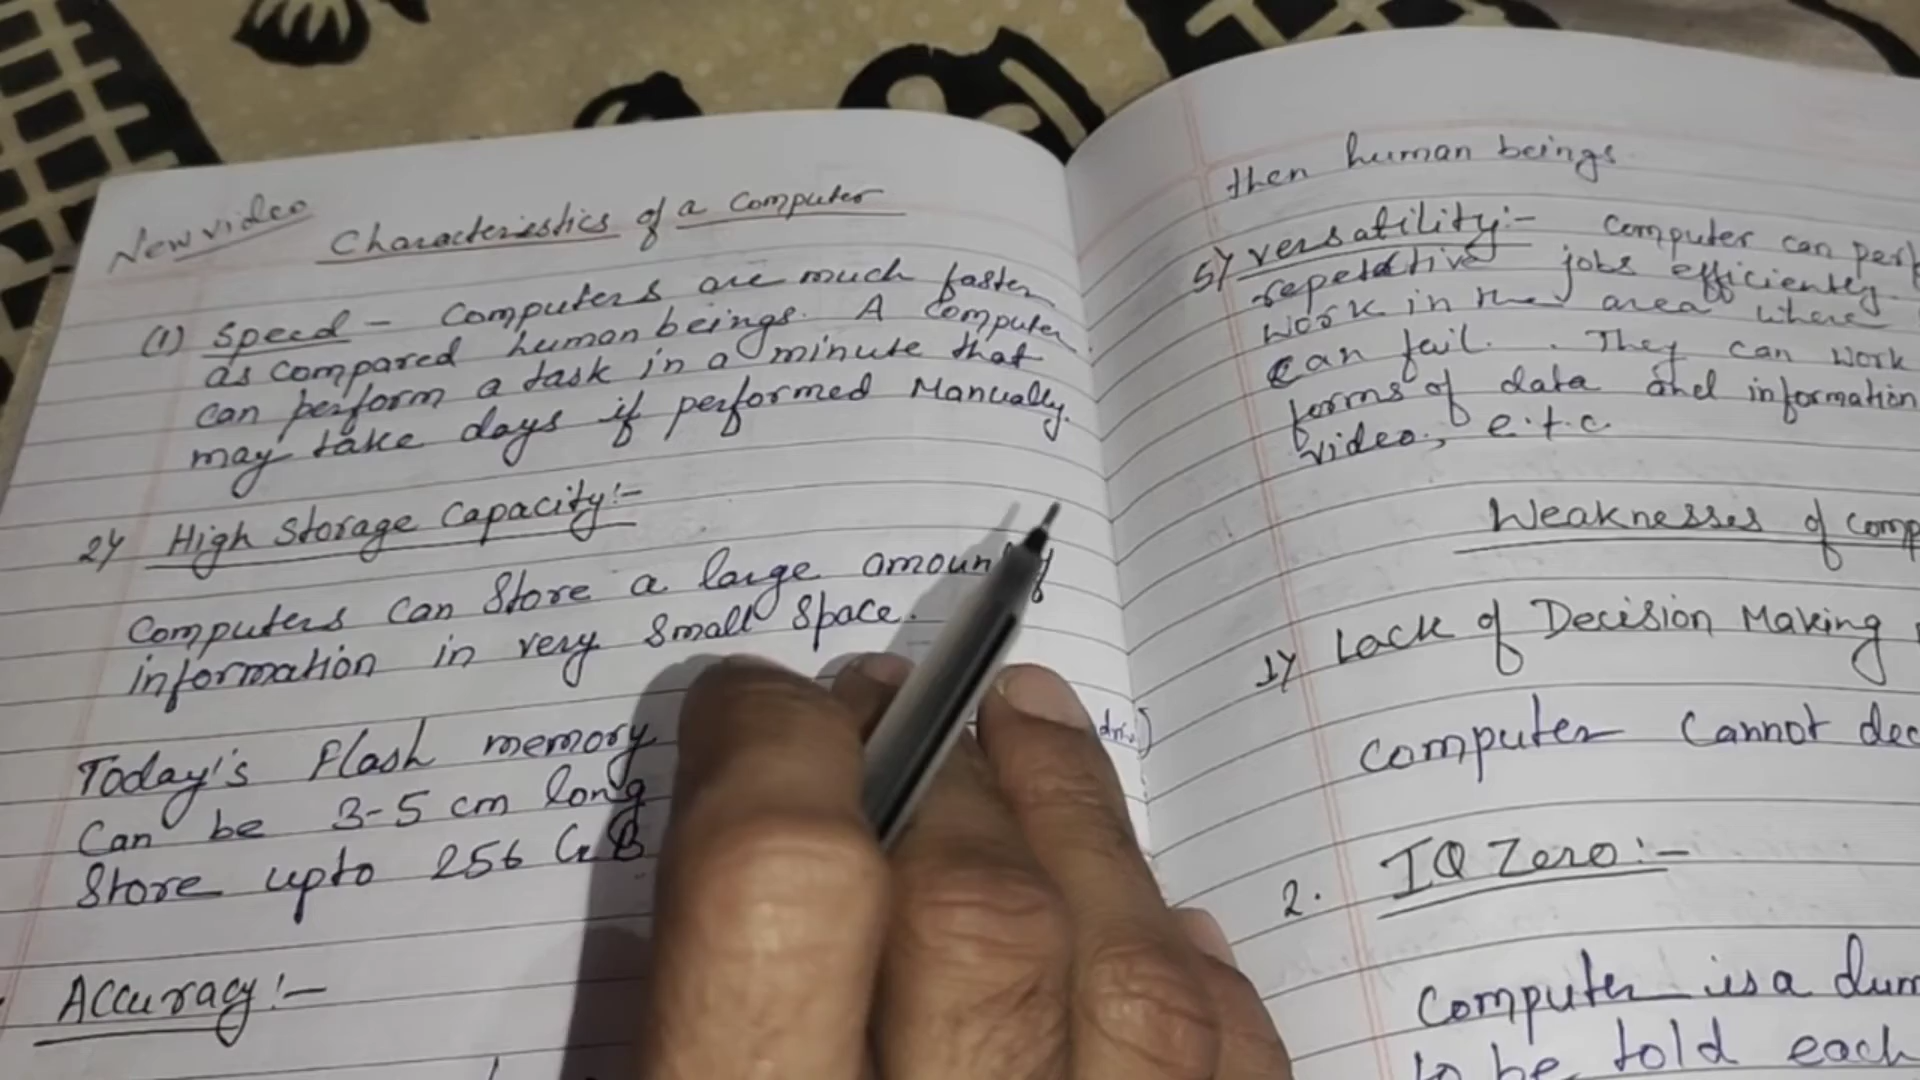 New video
Characteristics of a Computer
(1) Speed - Computers are much faster
as compared human beings. A Computer
can perform a task in a minute that
may take days if performed Manually.
2) High Storage Capacity:-
Computers can Store a large amount of
information in very Small Space.
Today's Flash memory
Can be 3-5 cm long
Store upto 256 GB
Accuracy:-
then human beings.
5) versatility:- Computer can perf
repetative jobs efficiently
work in the area where
Can fail. They can work
forms of data and information
video, e.t.c.
Weaknesses of Comp
1) Lack of Decision Making
Computer Cannot dec
2. IQ Zero:-
Computer is a dum
to be told each